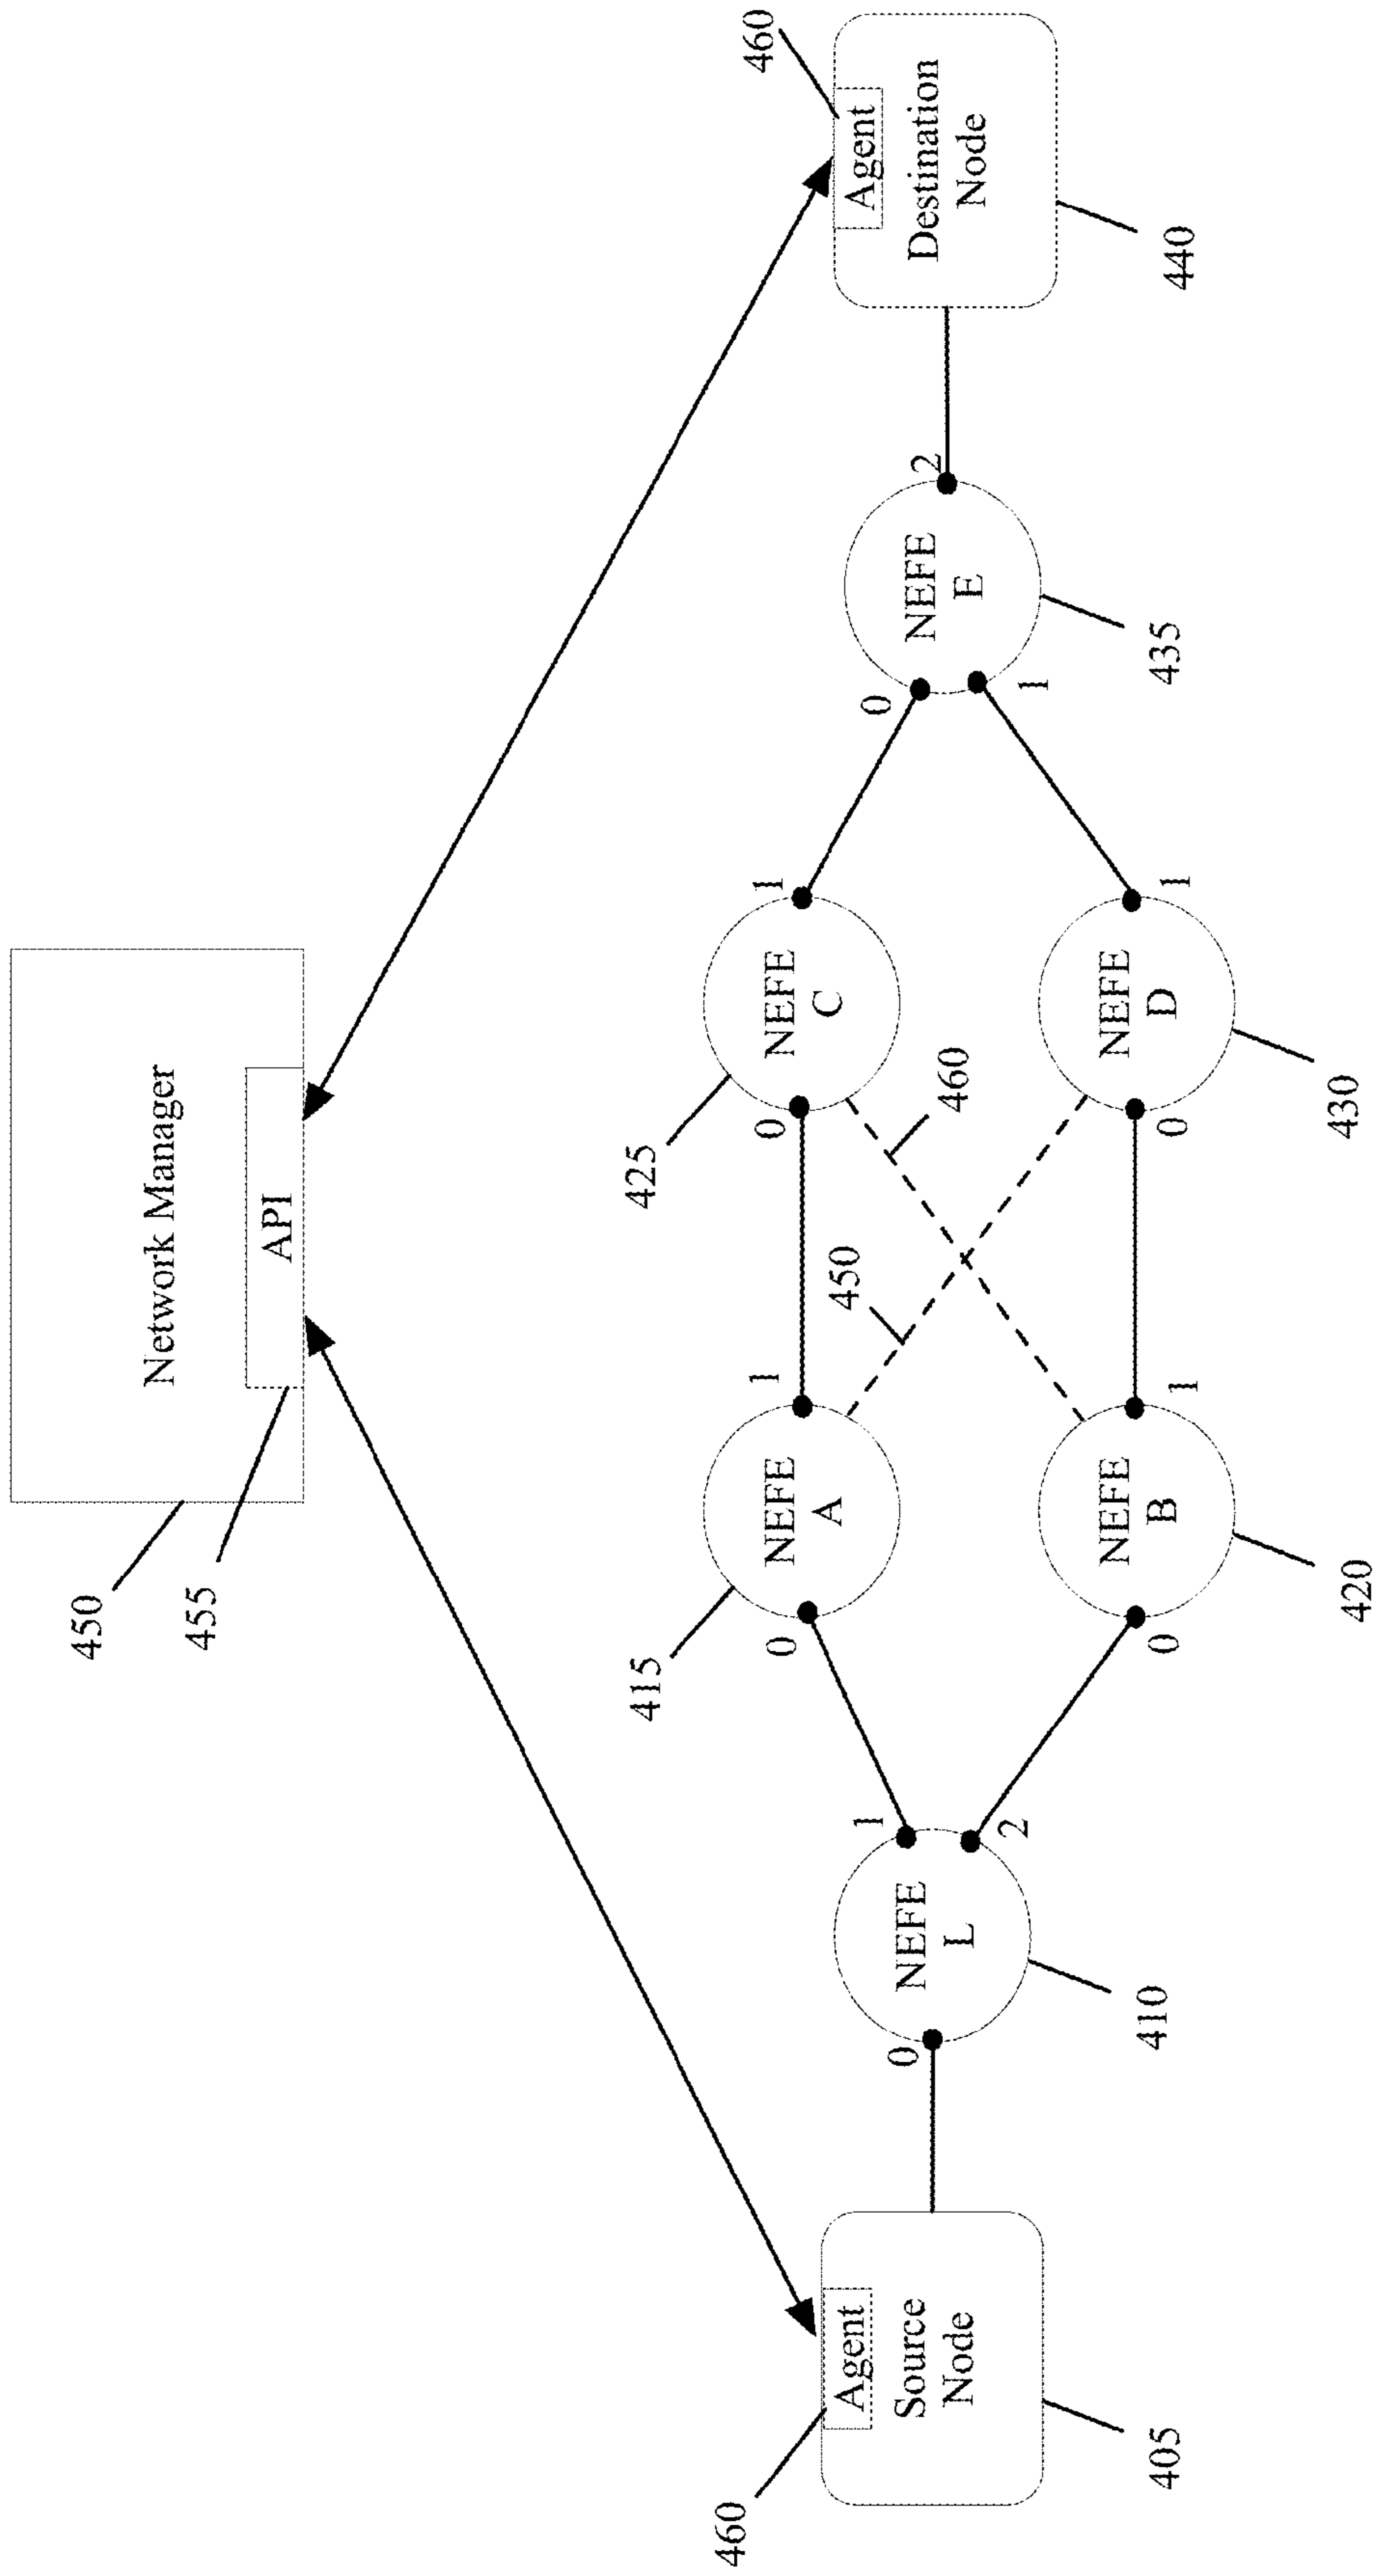 450
455
Network Manager
API
460
Agent
Source
Node
405
0
NEFE
L
410
1
2
415
0
NEFE
A
1
0
NEFE
B
1
420
450
460
425
0
NEFE
C
1
0
NEFE
D
1
430
0
1
NEFE
E
2
435
460
Agent
Destination
Node
440